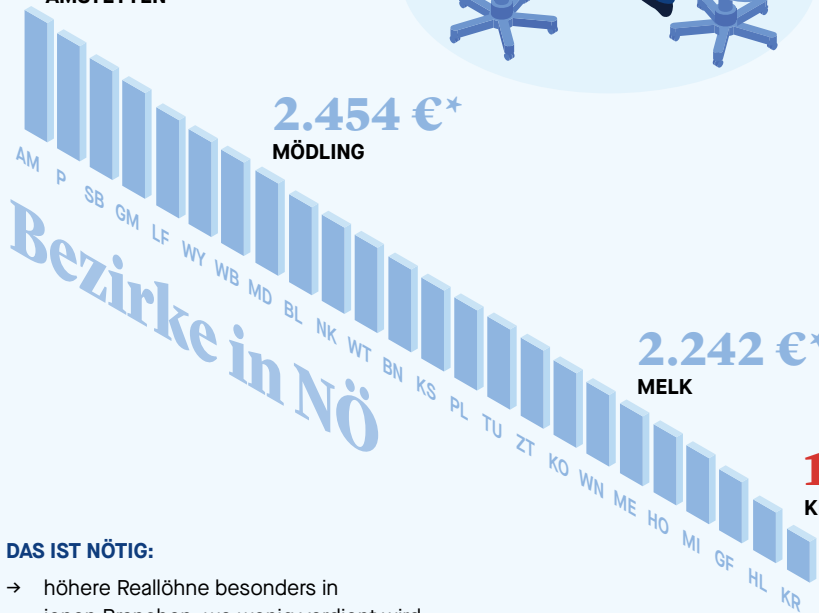 2.454 €*
MÖDLING
AM
P
SB
GM
LF
WY
WB
MD
BL
NK
WT
BN
KS
PL
TU
ZT
KO
WN
ME
HO
MI
GF
HL
KR
Bezirke in NÖ
2.242 €*
MELK
DAS IST NÖTIG:
→ höhere Reallöhne besonders in